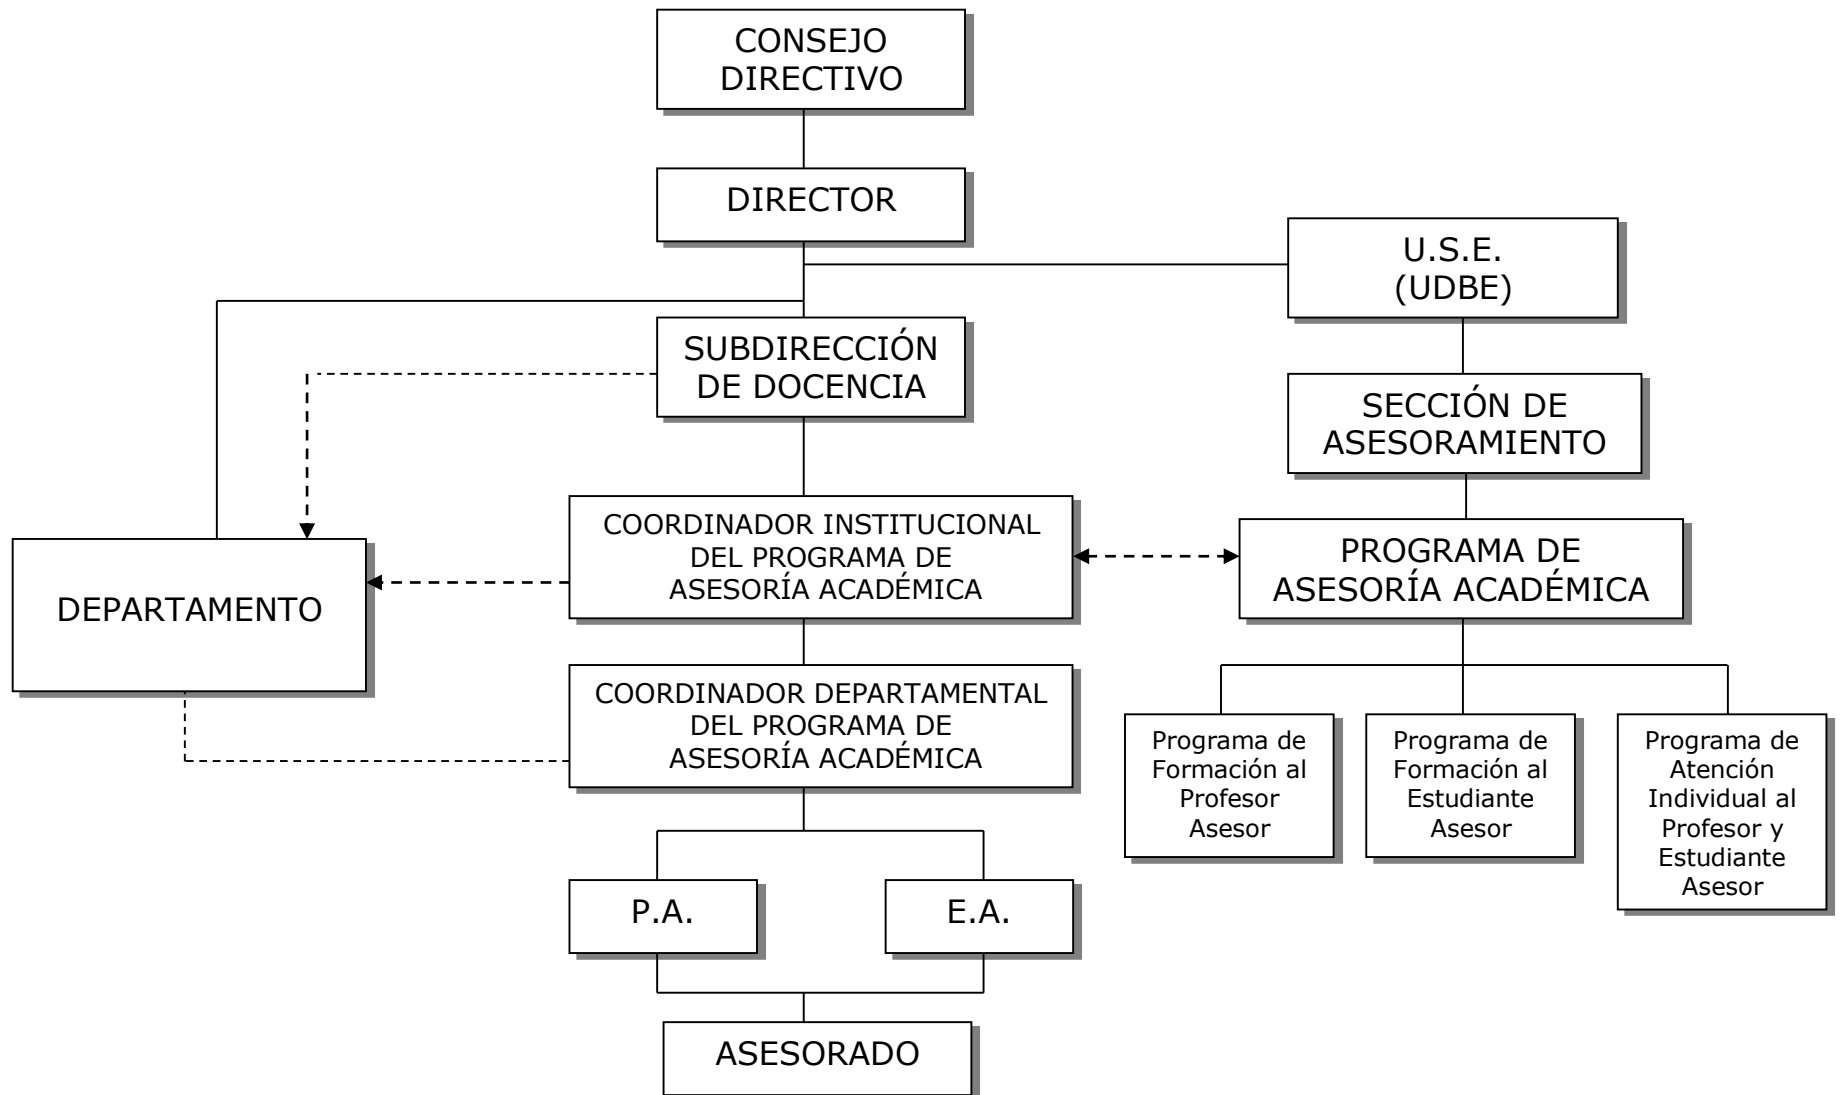 CONSEJO
DIRECTIVO
DIRECTOR
U.S.E.
(UDBE)
SUBDIRECCIÓN
DE DOCENCIA
SECCIÓN DE
ASESORAMIENTO
COORDINADOR INSTITUCIONAL
DEL PROGRAMA DE
ASESORÍA ACADÉMICA
PROGRAMA DE
ASESORÍA ACADÉMICA
DEPARTAMENTO
COORDINADOR DEPARTAMENTAL
DEL PROGRAMA DE
ASESORÍA ACADÉMICA
Programa de
Formación al
Profesor
Asesor
Programa de
Formación al
Estudiante
Asesor
Programa de
Atención
Individual al
Profesor y
Estudiante
Asesor
P.A.
E.A.
ASESORADO